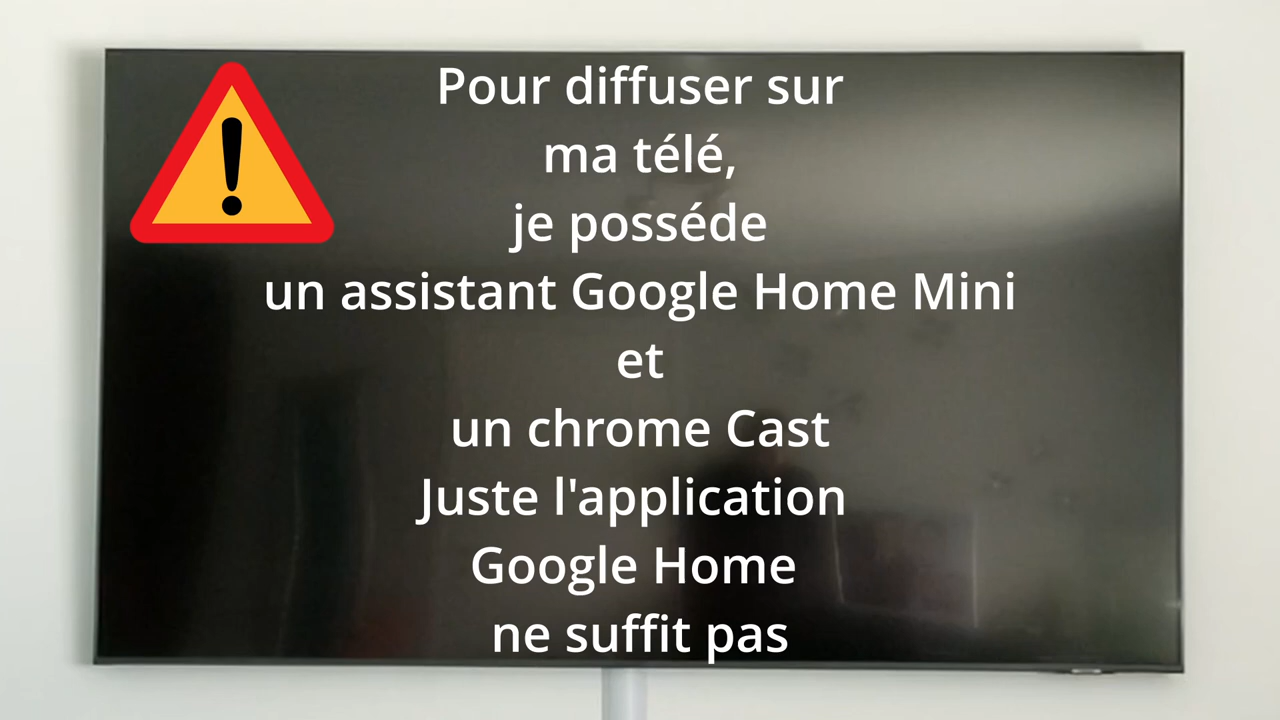 Pour diffuser sur
ma télé,
je posséde
un assistant Google Home Mini
et
un chrome Cast
Juste l'application
Google Home
ne suffit pas